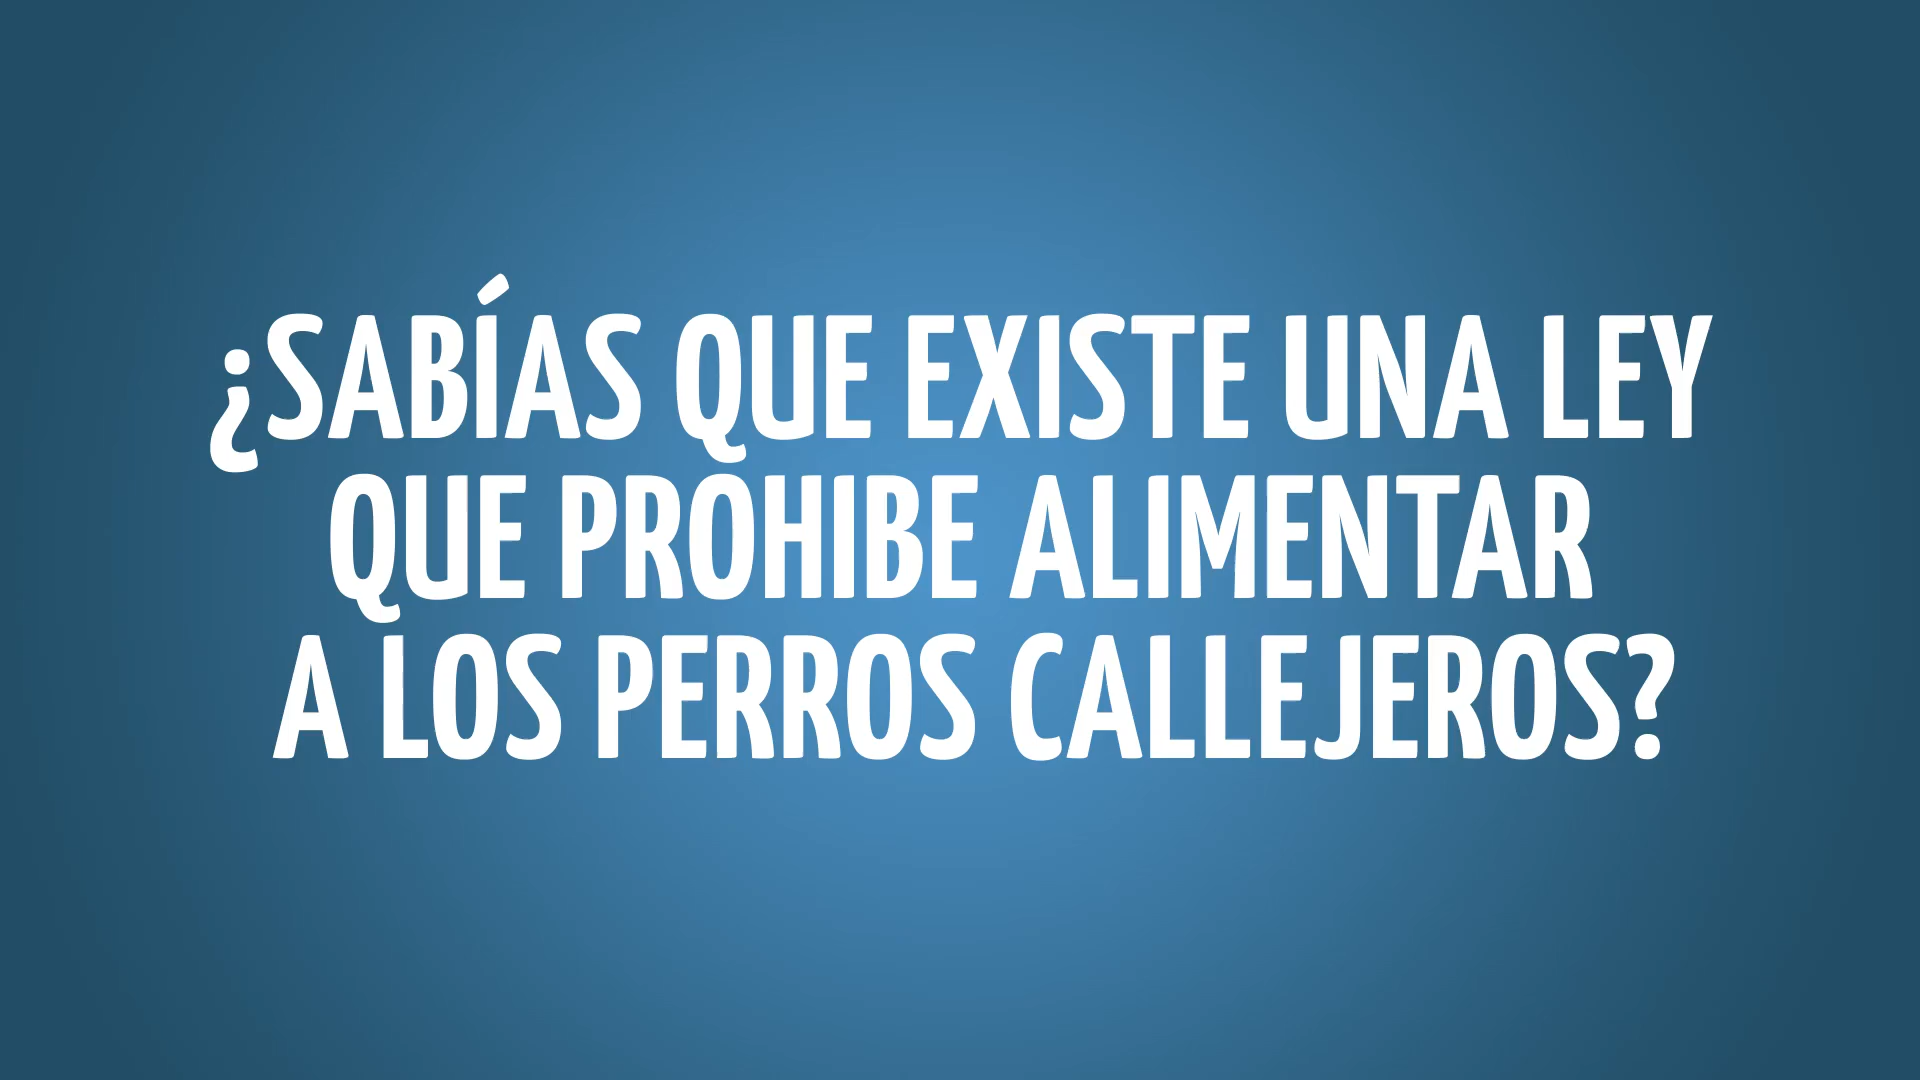 ¿SABÍAS QUE EXISTE UNA LEY
QUE PROHIBE ALIMENTAR
A LOS PERROS CALLEJEROS?